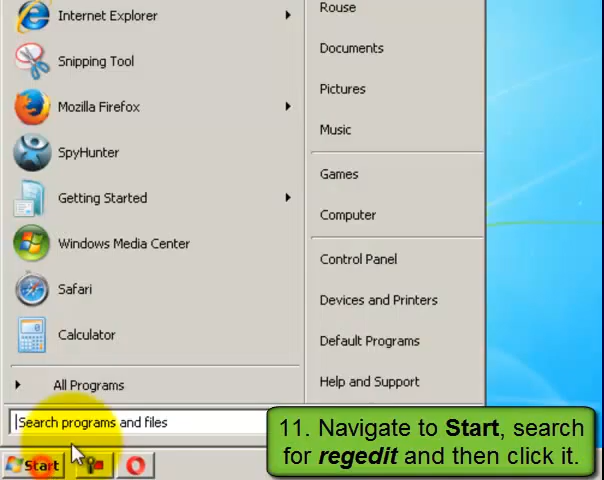 Internet Explorer
Snipping Tool
Mozilla Firefox
SpyHunter
Getting Started
Windows Media Center
Safari
Calculator
All Programs
Search programs and files
Start
Rouse
Documents
Pictures
Music
Games
Computer
Control Panel
Devices and Printers
Default Programs
Help and Support
11. Navigate to Start, search
for regedit and then click it.